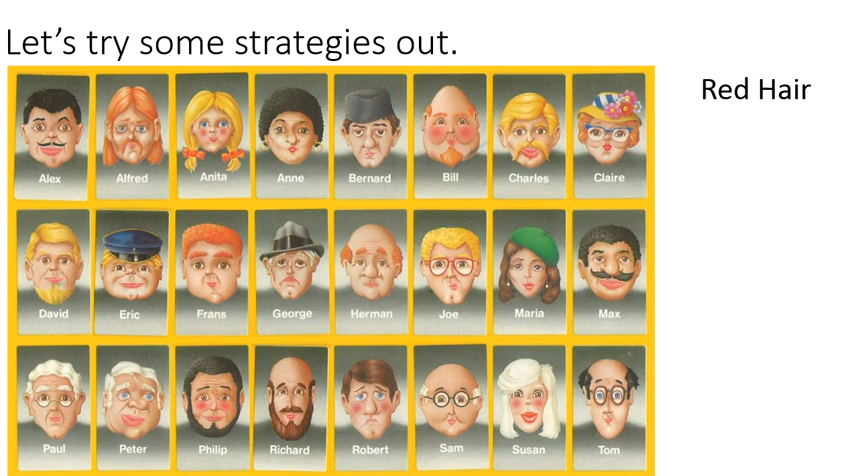 Let's try some strategies out.
Red Hair
Alex Alfred Anita Anne Bernard Bill Charles Claire
David Eric Frans George Herman Joe Maria Max
Paul Peter Philip Richard Robert Sam Susan Tom